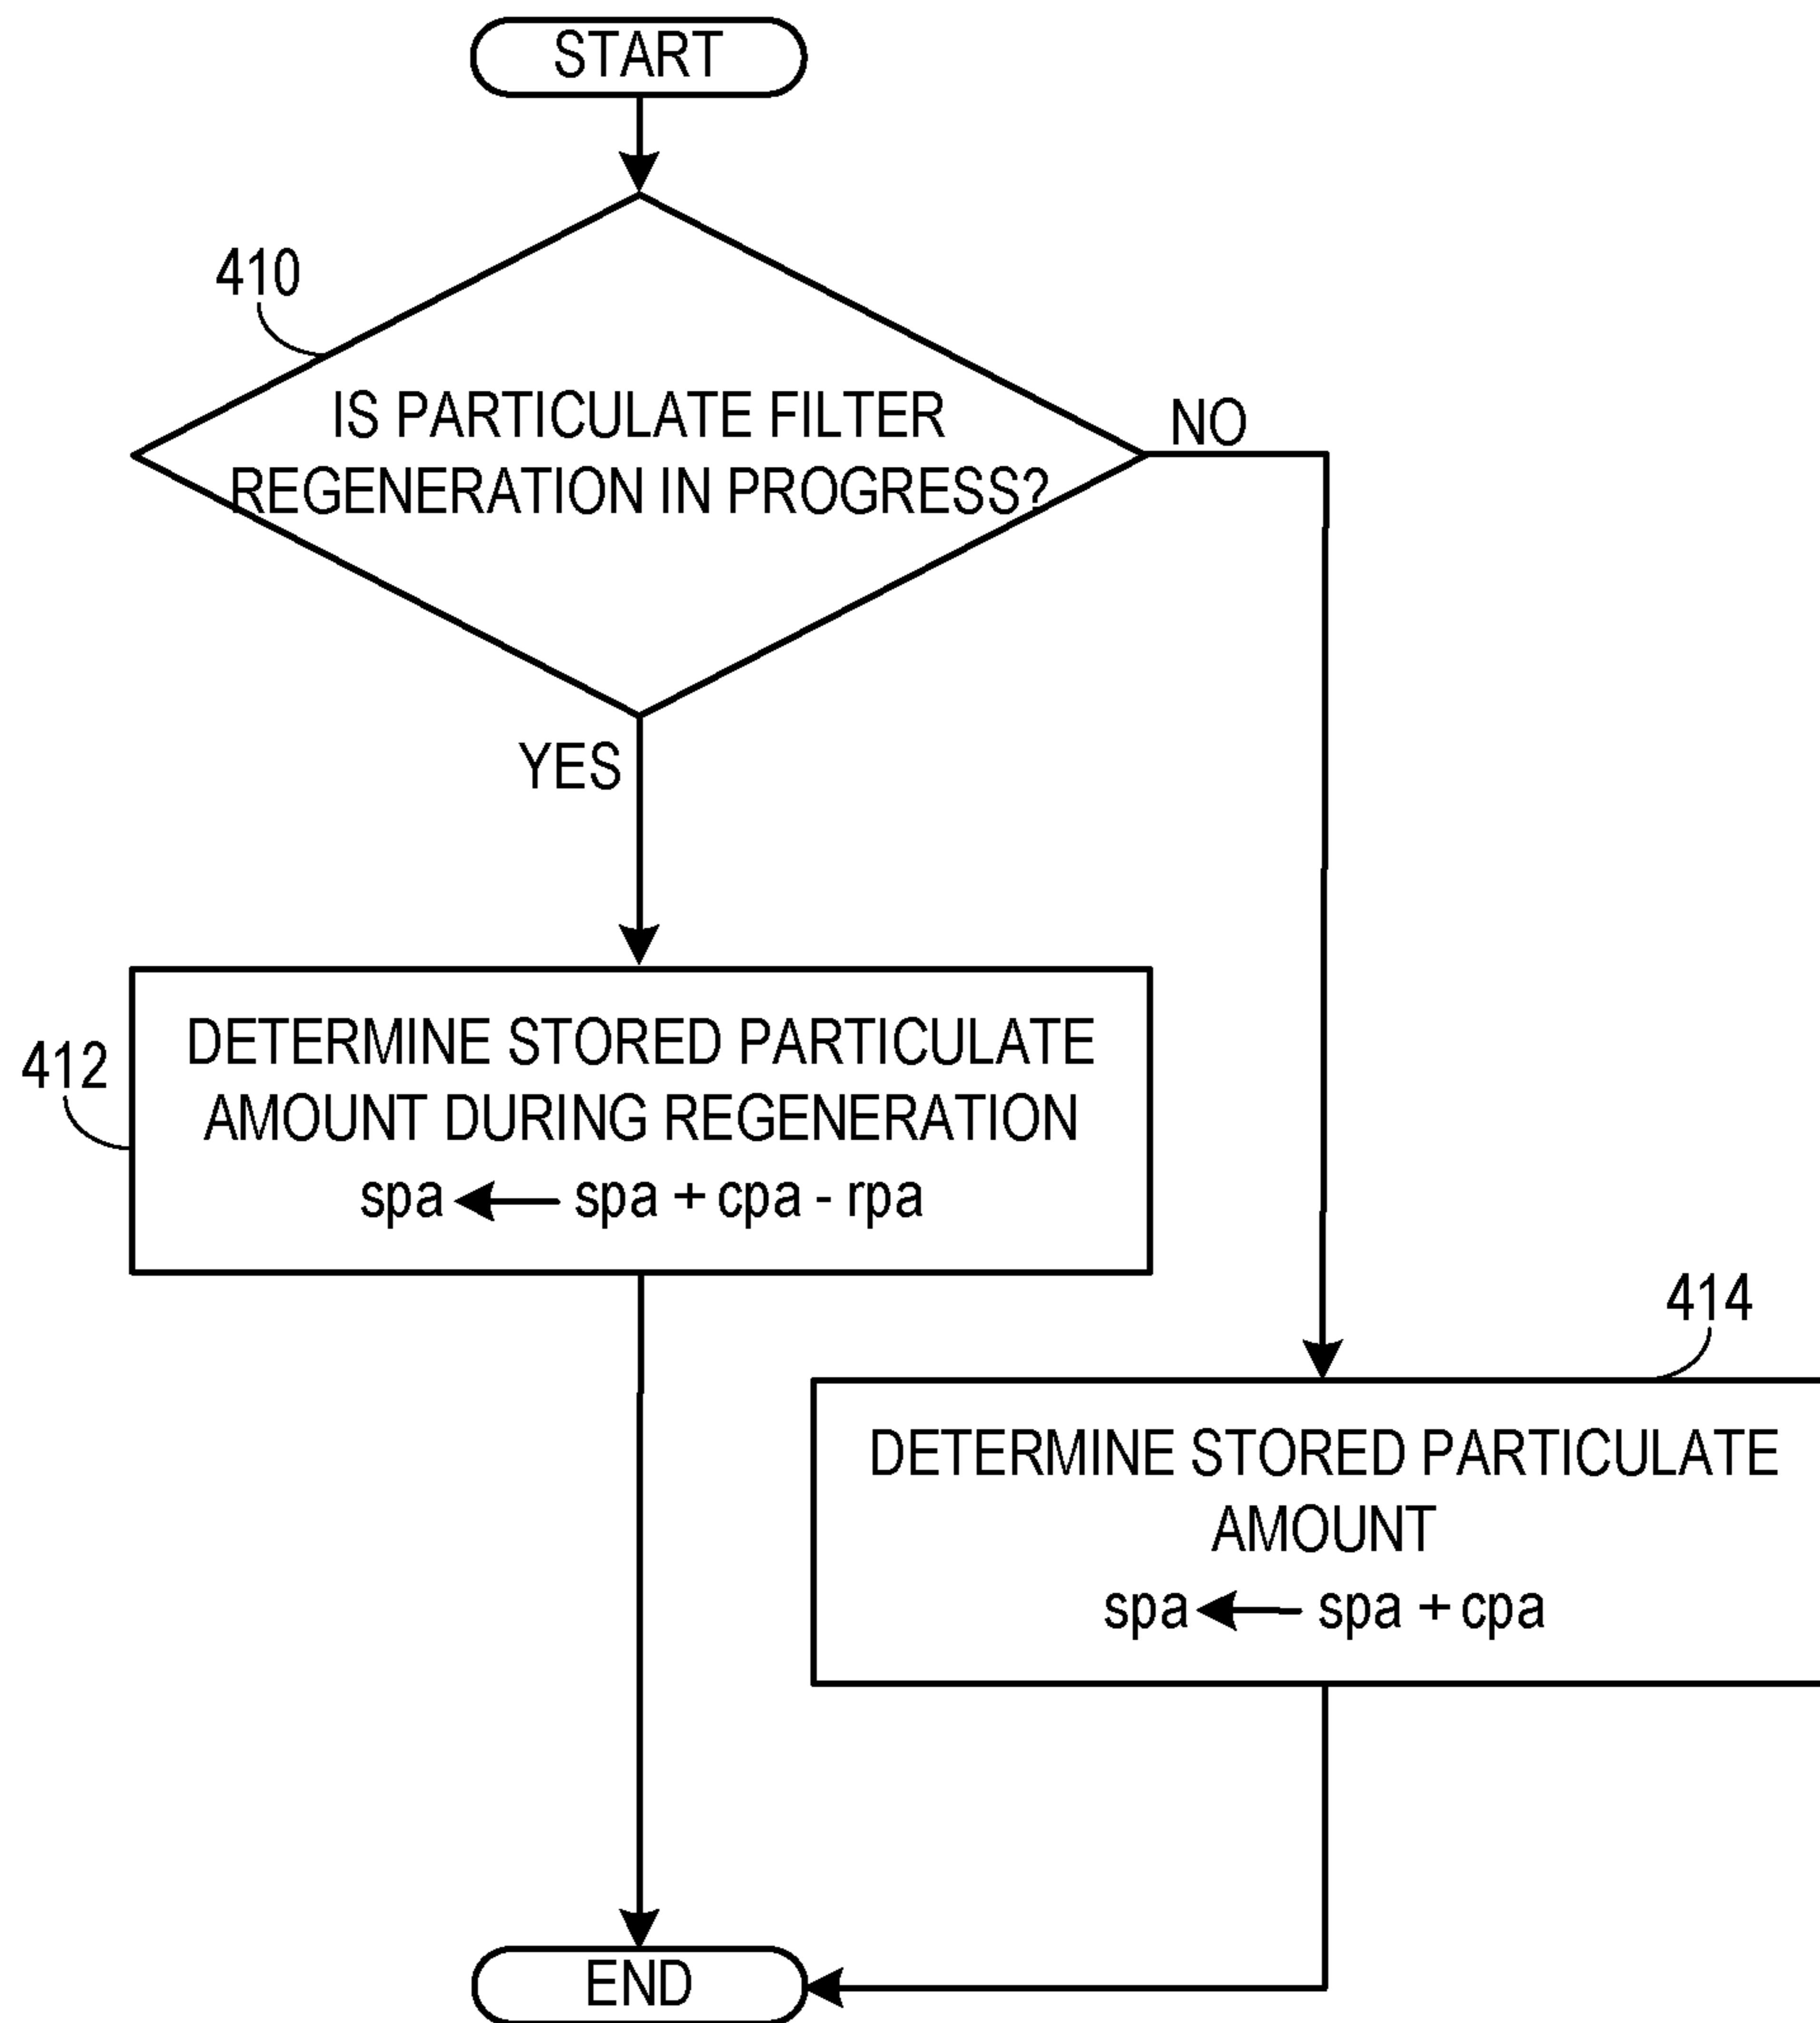 START
410
IS PARTICULATE FILTER
REGENERATION IN PROGRESS?
NO
YES
412
DETERMINE STORED PARTICULATE
AMOUNT DURING REGENERATION
spa ← spa + cpa - rpa
414
DETERMINE STORED PARTICULATE
AMOUNT
spa ← spa + cpa
END